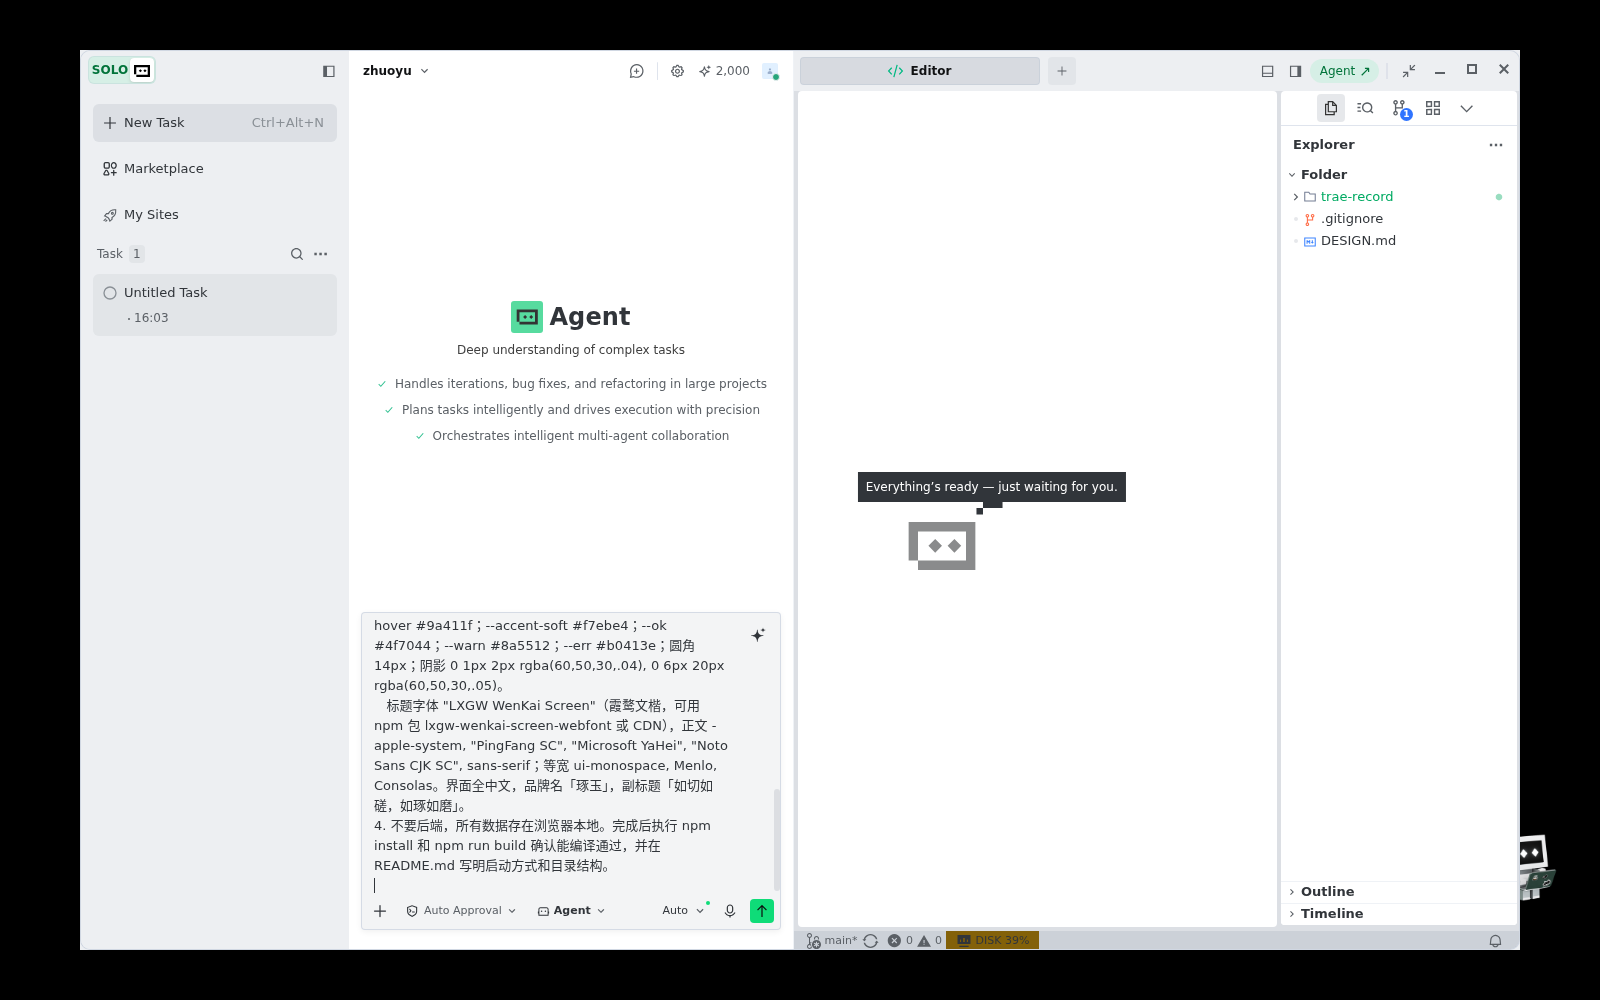 SOLO
New Task Ctrl+Alt+N
Marketplace
My Sites
Task 1
Untitled Task
· 16:03
zhuoyu
2,000
Agent
Deep understanding of complex tasks
Handles iterations, bug fixes, and refactoring in large projects
Plans tasks intelligently and drives execution with precision
Orchestrates intelligent multi-agent collaboration
hover #9a411f；--accent-soft #f7ebe4；--ok
#4f7044；--warn #8a5512；--err #b0413e；圆角
14px；阴影 0 1px 2px rgba(60,50,30,.04), 0 6px 20px
rgba(60,50,30,.05)。
标题字体 "LXGW WenKai Screen"（霞鹜文楷，可用
npm 包 lxgw-wenkai-screen-webfont 或 CDN），正文 -
apple-system, "PingFang SC", "Microsoft YaHei", "Noto
Sans CJK SC", sans-serif；等宽 ui-monospace, Menlo,
Consolas。界面全中文，品牌名「琢玉」，副标题「如切如
磋，如琢如磨」。
4. 不要后端，所有数据存在浏览器本地。完成后执行 npm
install 和 npm run build 确认能编译通过，并在
README.md 写明启动方式和目录结构。
Auto Approval
Agent
Auto
Editor
Agent
Everything’s ready — just waiting for you.
1
Explorer
Folder
trae-record
.gitignore
DESIGN.md
Outline
Timeline
main* 0 0 DISK 39%